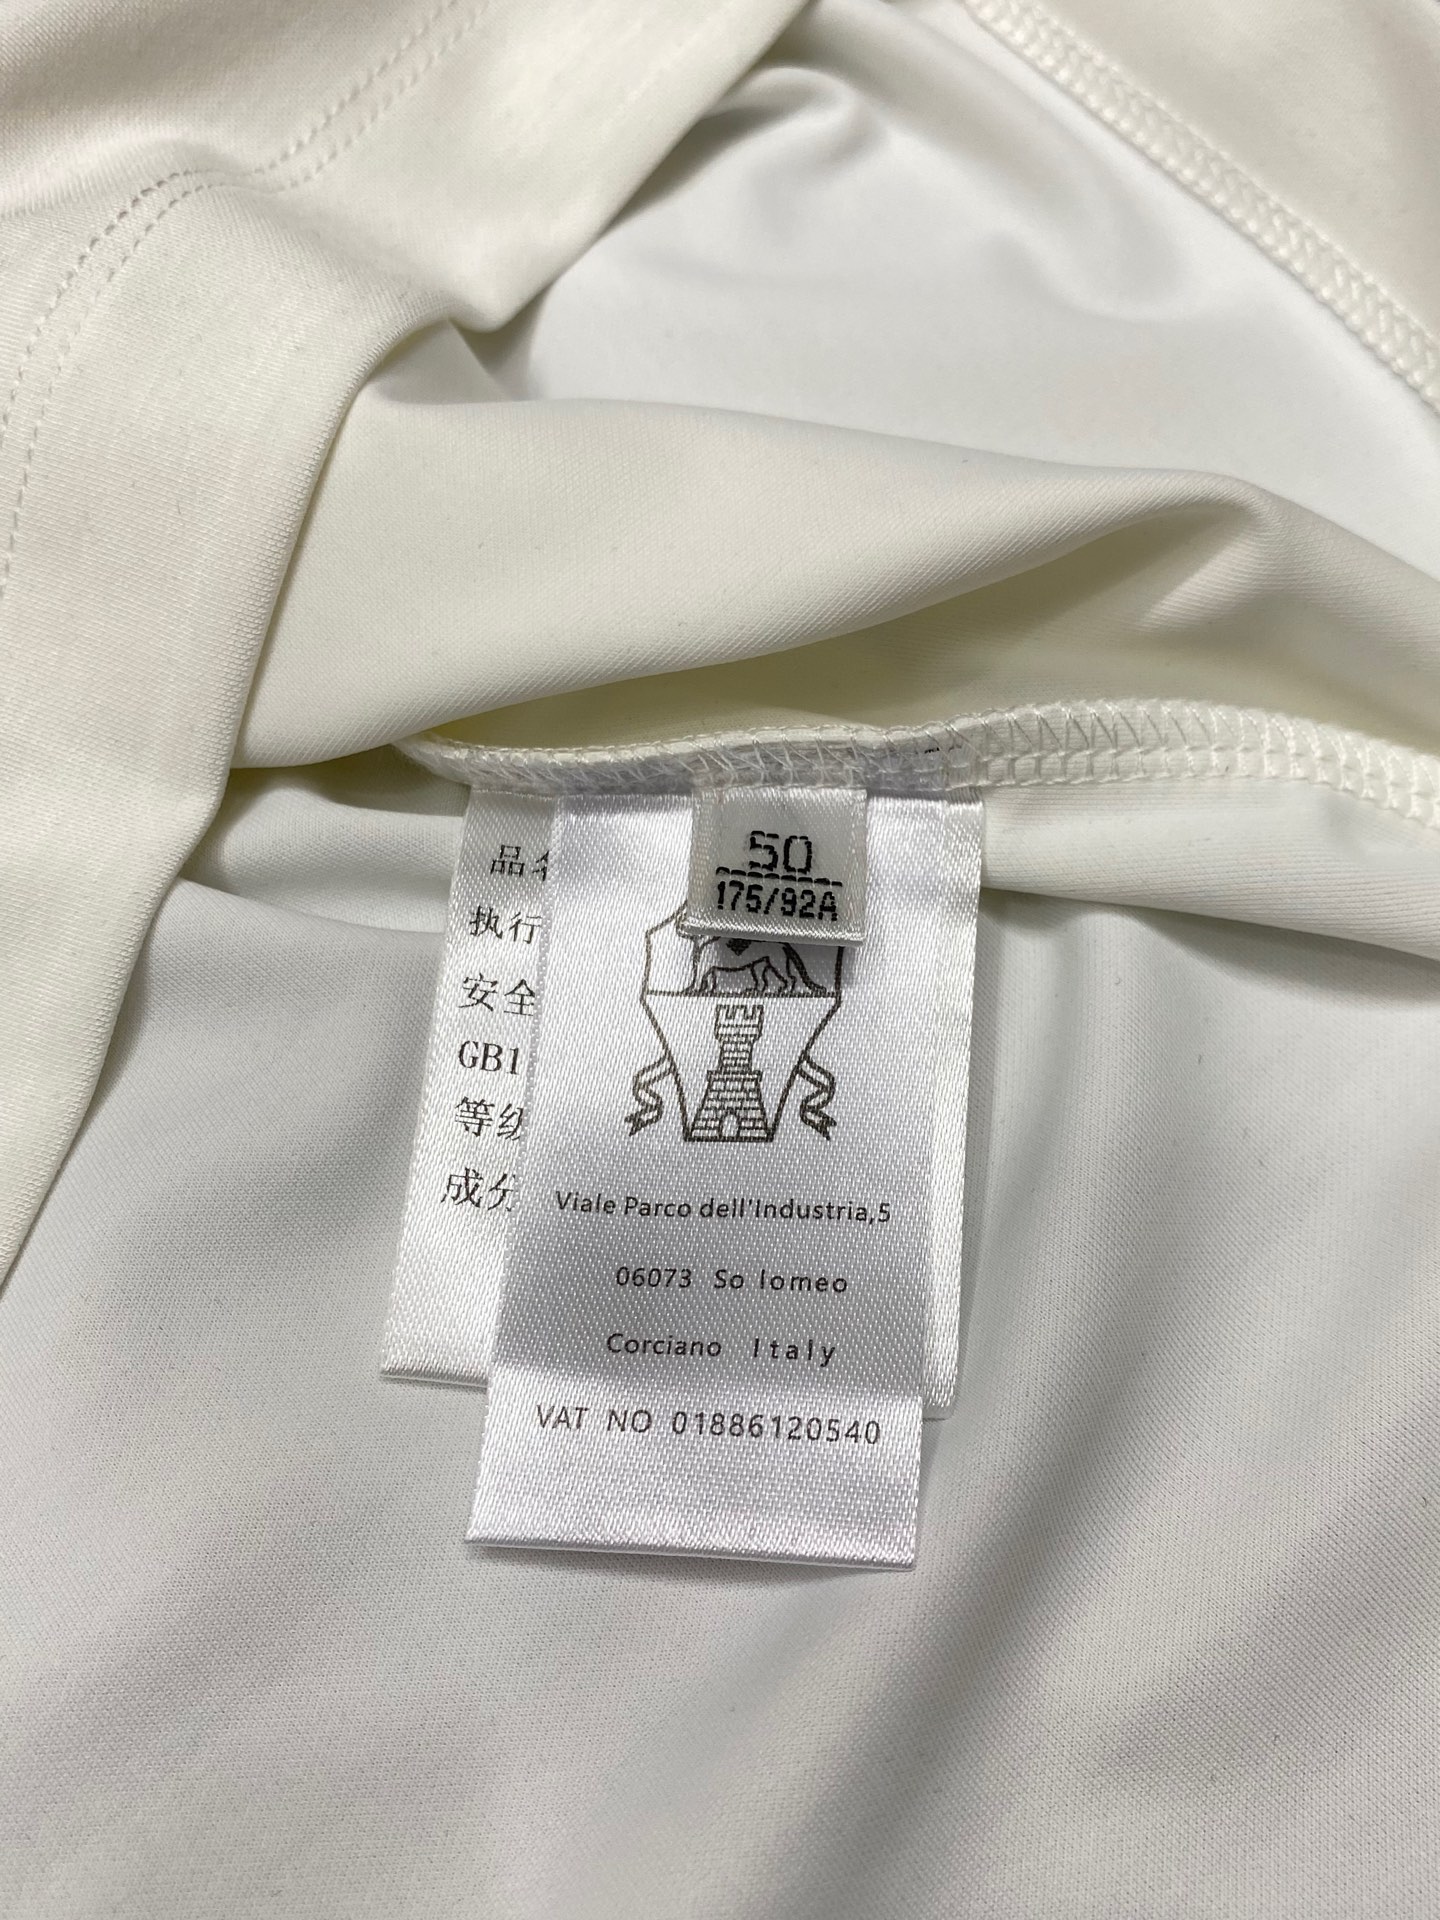 50
175/92A
品名
执行
安全
GB1
等级
成分
Viale Parco dell'Industria,5
06073 So lomeo
Corciano Italy
VAT NO 01886120540